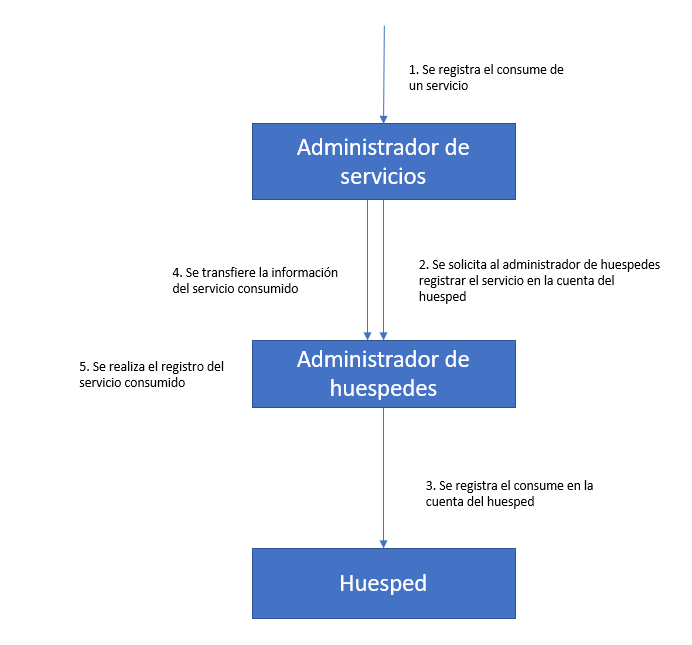 1. Se registra el consume de
un servicio
Administrador de
servicios
4. Se transfiere la información
del servicio consumido
2. Se solicita al administrador de huespedes
registrar el servicio en la cuenta del
huesped
Administrador de
huespedes
5. Se realiza el registro del
servicio consumido
3. Se registra el consume en la
cuenta del huesped
Huesped